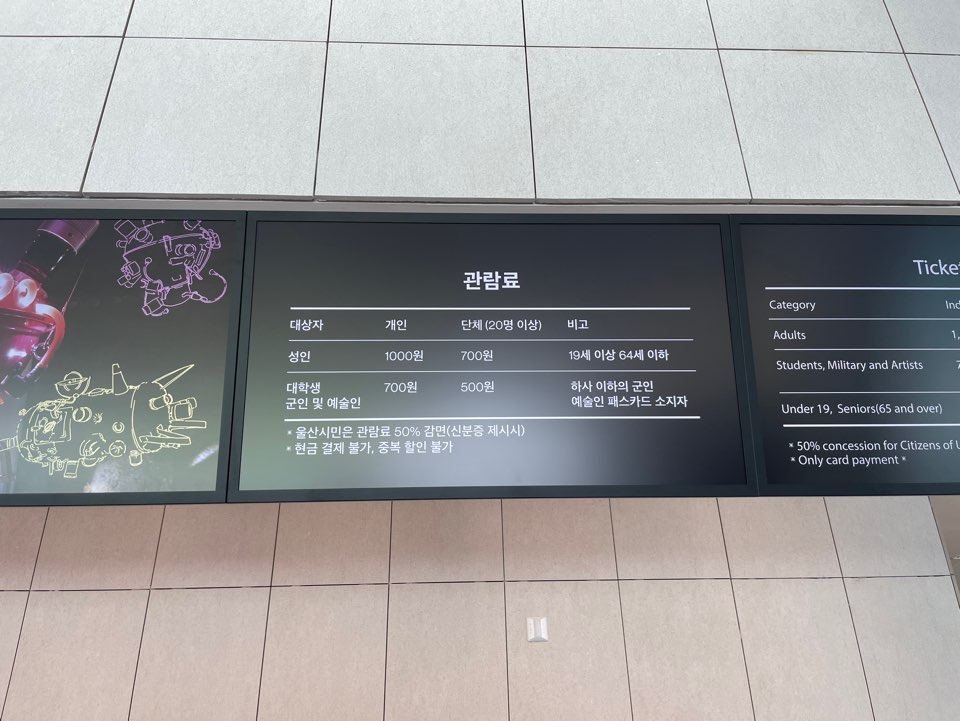 관람료
대상자 개인 단체 (20명 이상) 비고
성인 1000원 700원 19세 이상 64세 이하
대학생 군인 및 예술인 700원 500원 하사 이하의 군인 예술인 패스카드 소지자
* 울산시민은 관람료 50% 감면(신분증 제시시)
* 현금 결제 불가, 중복 할인 불가
Category
Adults
Students, Military and Artists
Under 19, Seniors(65 and over)
* 50% concession for Citizens of
* Only card payment *